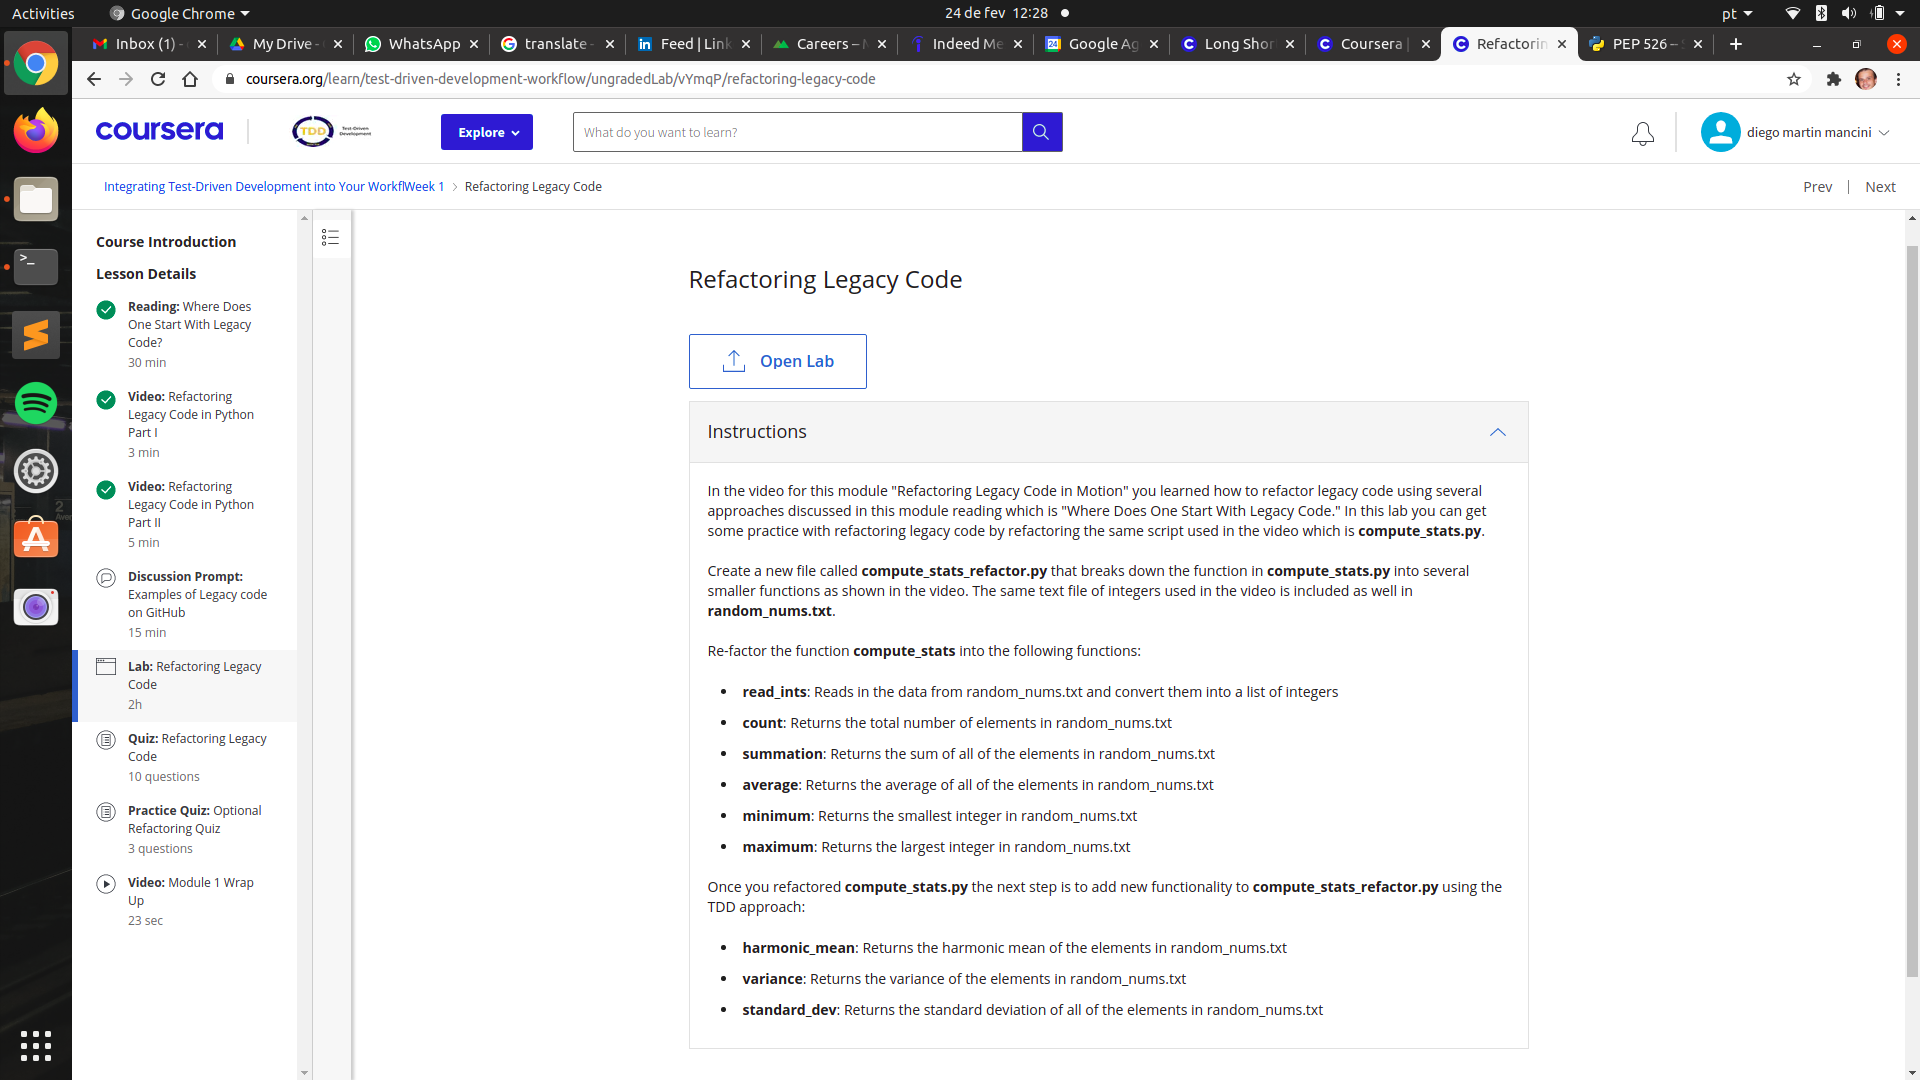 Activities
Google Chrome
24 de fev 12:28
pt
Inbox (1) -
My Drive -
WhatsApp
translate -
Feed | Link
Careers –
Indeed Me
Google Ag
Long Shor
Coursera |
Refactorin
PEP 526 –
coursera.org/learn/test-driven-development-workflow/ungradedLab/vYmqP/refactoring-legacy-code
coursera
TDD
Test-Driven
Development
Explore
What do you want to learn?
diego martin mancini
Integrating Test-Driven Development into Your WorkflWeek 1
Refactoring Legacy Code
Prev
Next
Course Introduction
Lesson Details
Reading: Where Does
One Start With Legacy
Code?
30 min
Video: Refactoring
Legacy Code in Python
Part I
3 min
Video: Refactoring
Legacy Code in Python
Part II
5 min
Discussion Prompt:
Examples of Legacy code
on GitHub
15 min
Lab: Refactoring Legacy
Code
2h
Quiz: Refactoring Legacy
Code
10 questions
Practice Quiz: Optional
Refactoring Quiz
3 questions
Video: Module 1 Wrap
Up
23 sec
Refactoring Legacy Code
Open Lab
Instructions
In the video for this module "Refactoring Legacy Code in Motion" you learned how to refactor legacy code using several
approaches discussed in this module reading which is "Where Does One Start With Legacy Code." In this lab you can get
some practice with refactoring legacy code by refactoring the same script used in the video which is compute_stats.py.
Create a new file called compute_stats_refactor.py that breaks down the function in compute_stats.py into several
smaller functions as shown in the video. The same text file of integers used in the video is included as well in
random_nums.txt.
Re-factor the function compute_stats into the following functions:
• read_ints: Reads in the data from random_nums.txt and convert them into a list of integers
• count: Returns the total number of elements in random_nums.txt
• summation: Returns the sum of all of the elements in random_nums.txt
• average: Returns the average of all of the elements in random_nums.txt
• minimum: Returns the smallest integer in random_nums.txt
• maximum: Returns the largest integer in random_nums.txt
Once you refactored compute_stats.py the next step is to add new functionality to compute_stats_refactor.py using the
TDD approach:
• harmonic_mean: Returns the harmonic mean of the elements in random_nums.txt
• variance: Returns the variance of the elements in random_nums.txt
• standard_dev: Returns the standard deviation of all of the elements in random_nums.txt